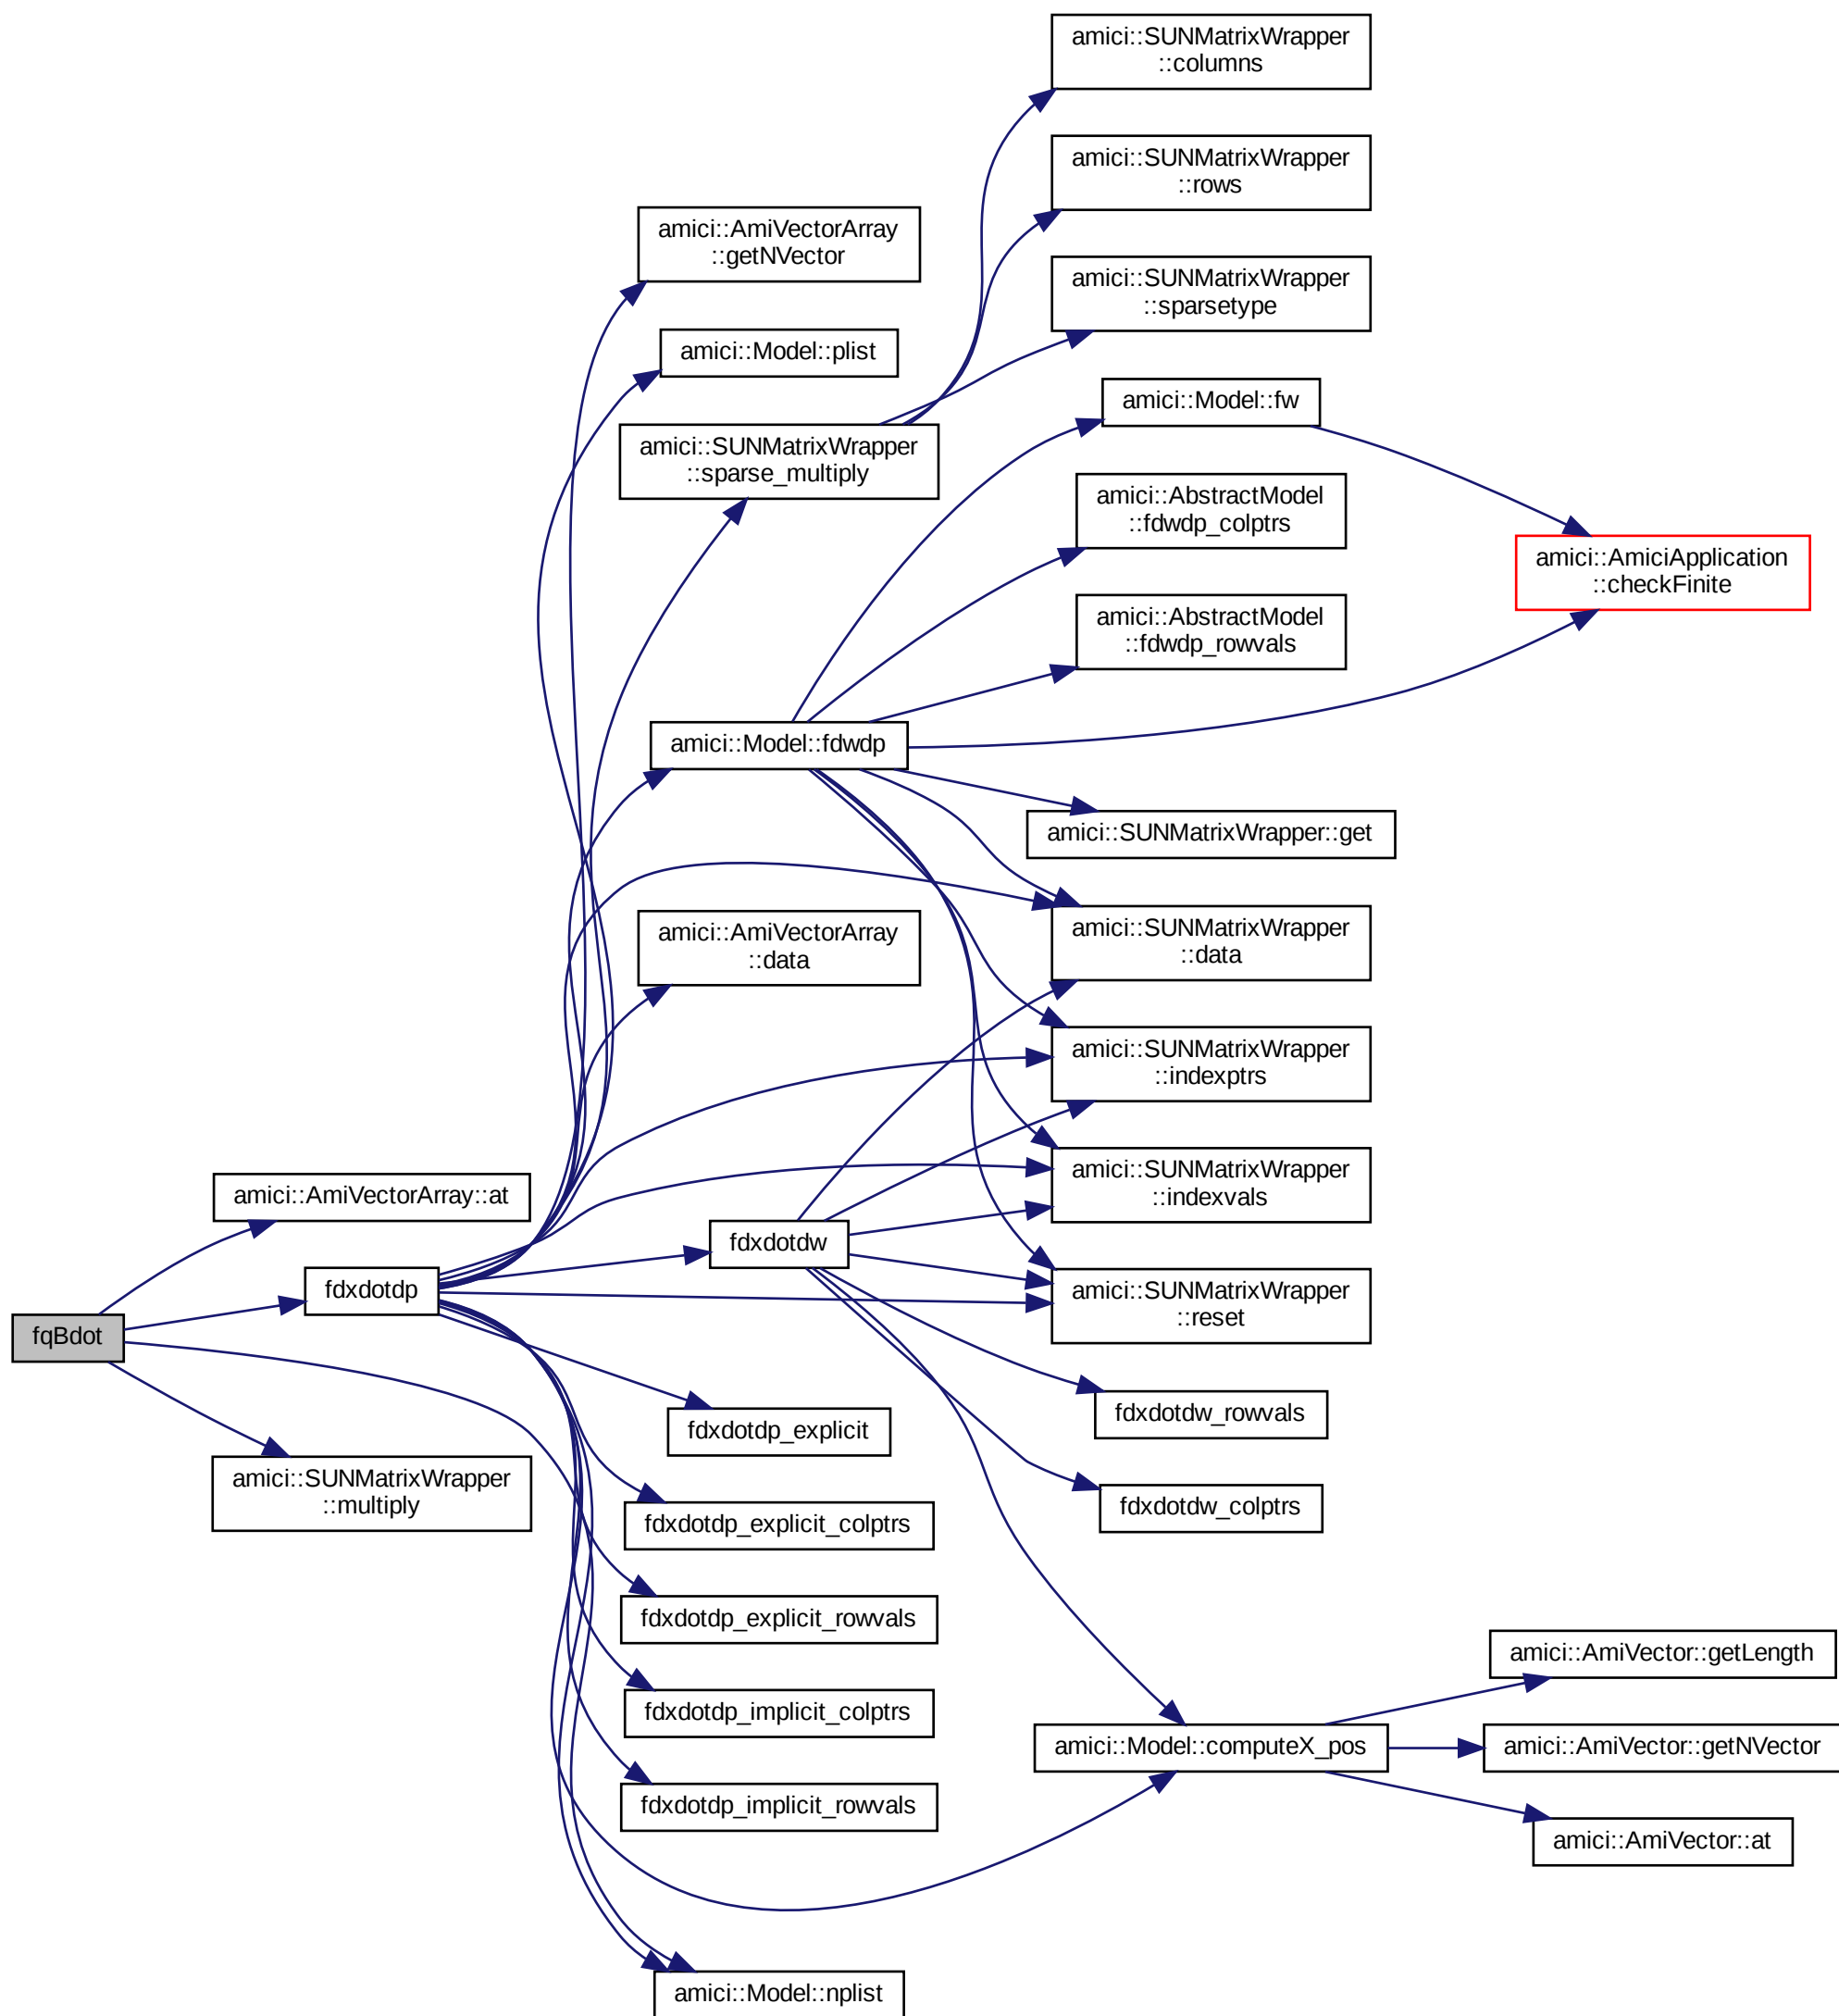 amici::SUNMatrixWrapper
::columns
amici::SUNMatrixWrapper
::rows
amici::AmiVectorArray
::getNVector
amici::SUNMatrixWrapper
::sparsetype
amici::Model::plist
amici::Model::fw
amici::SUNMatrixWrapper
::sparse_multiply
amici::AbstractModel
::fdwdp_colptrs
amici::AmiciApplication
::checkFinite
amici::AbstractModel
::fdwdp_rowvals
amici::Model::fdwdp
amici::SUNMatrixWrapper::get
amici::AmiVectorArray
::data
amici::SUNMatrixWrapper
::data
amici::SUNMatrixWrapper
::indexptrs
amici::AmiVectorArray::at
amici::SUNMatrixWrapper
::indexvals
fdxdotdw
fdxdotdp
amici::SUNMatrixWrapper
::reset
fqBdot
fdxdotdw_rowvals
fdxdotdp_explicit
amici::SUNMatrixWrapper
::multiply
fdxdotdw_colptrs
fdxdotdp_explicit_colptrs
fdxdotdp_explicit_rowvals
amici::AmiVector::getLength
fdxdotdp_implicit_colptrs
amici::Model::computeX_pos
amici::AmiVector::getNVector
fdxdotdp_implicit_rowvals
amici::AmiVector::at
amici::Model::nplist